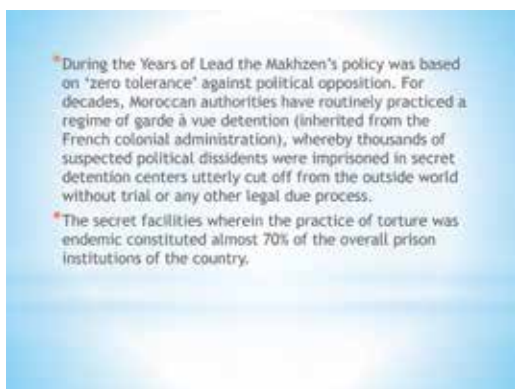 *During the Years of Lead the Makhzen's policy was based
on 'zero tolerance' against political opposition. For
decades, Moroccan authorities have routinely practiced a
regime of garde à vue detention (inherited from the
French colonial administration), whereby thousands of
suspected political dissidents were imprisoned in secret
detention centers utterly cut off from the outside world
without trial or any other legal due process.
*The secret facilities wherein the practice of torture was
endemic constituted almost 70% of the overall prison
institutions of the country.